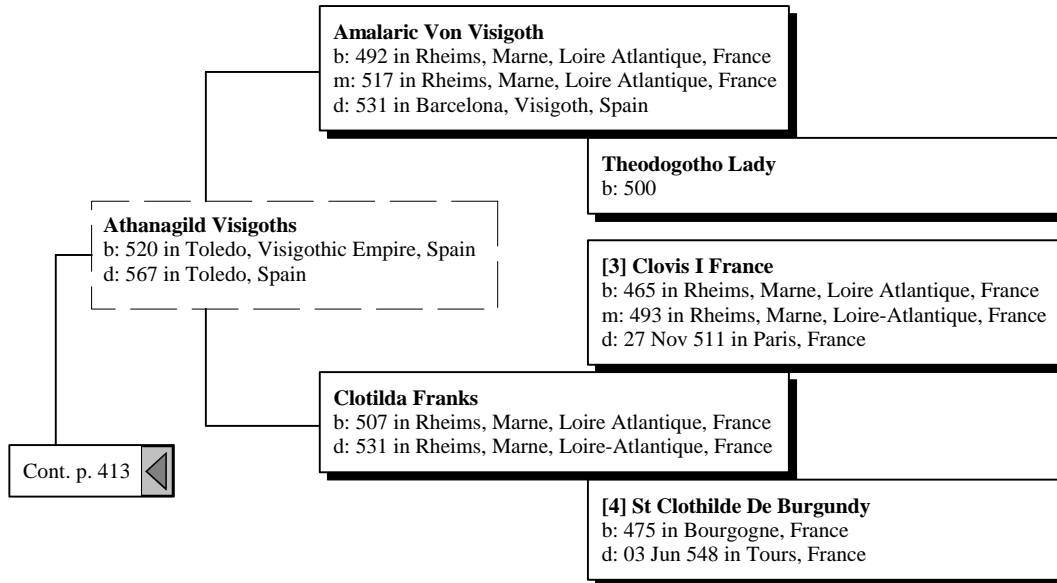 Amalaric Von Visigoth
b: 492 in Rheims, Marne, Loire Atlantique, France
m: 517 in Rheims, Marne, Loire Atlantique, France
d: 531 in Barcelona, Visigoth, Spain
Theodogotho Lady
b: 500
Athanagild Visigoths
b: 520 in Toledo, Visigothic Empire, Spain
d: 567 in Toledo, Spain
[3] Clovis I France
b: 465 in Rheims, Marne, Loire Atlantique, France
m: 493 in Rheims, Marne, Loire-Atlantique, France
d: 27 Nov 511 in Paris, France
Clotilda Franks
b: 507 in Rheims, Marne, Loire Atlantique, France
d: 531 in Rheims, Marne, Loire-Atlantique, France
Cont. p. 413
[4] St Clothilde De Burgundy
b: 475 in Bourgogne, France
d: 03 Jun 548 in Tours, France